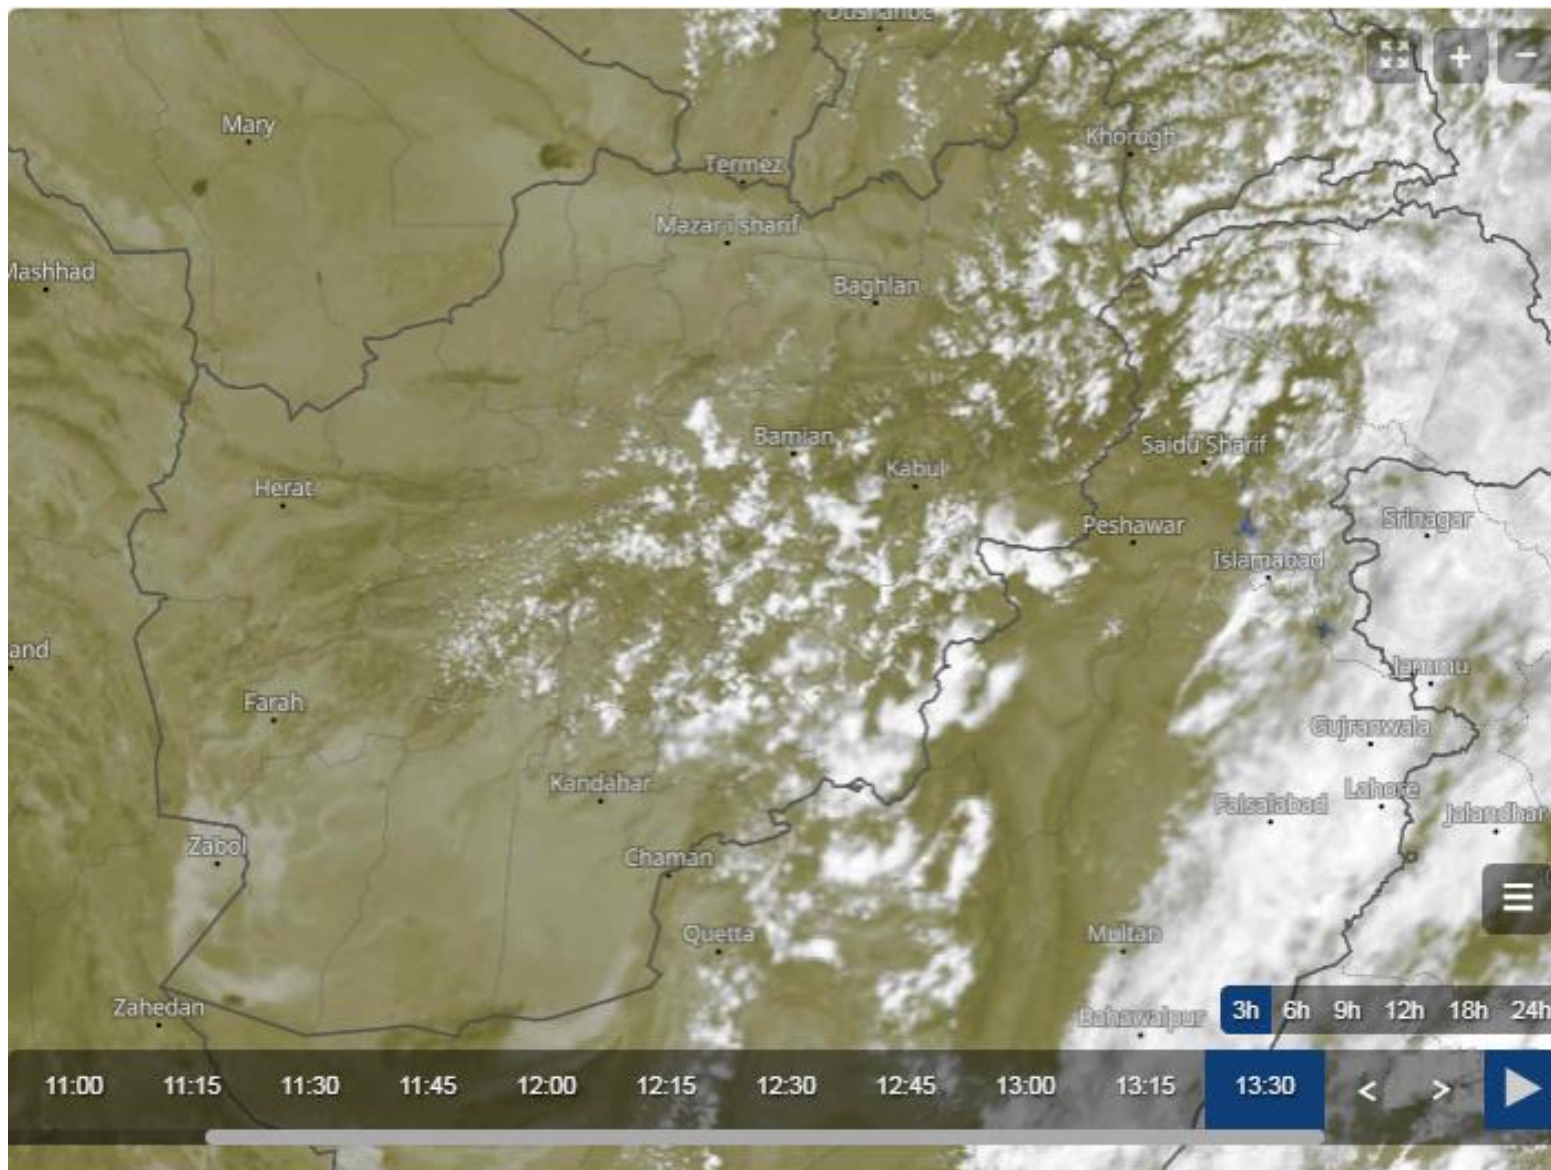 Dushanbe
+ −
Mary
Khorugh
Termez
Mazar i sharif
Mashhad
Baghlan
Bamian
Saidu Sharif
Kabul
Herat
Srinagar
Peshawar
Islamabad
and
Jammu
Farah
Gujranwala
Kandahar
Lahore
Faisalabad
Jalandhar
Zabol
Chaman
Quetta
Multan
Zahedan
Bahawalpur
3h 6h 9h 12h 18h 24h
11:00 11:15 11:30 11:45 12:00 12:15 12:30 12:45 13:00 13:15 13:30 < >